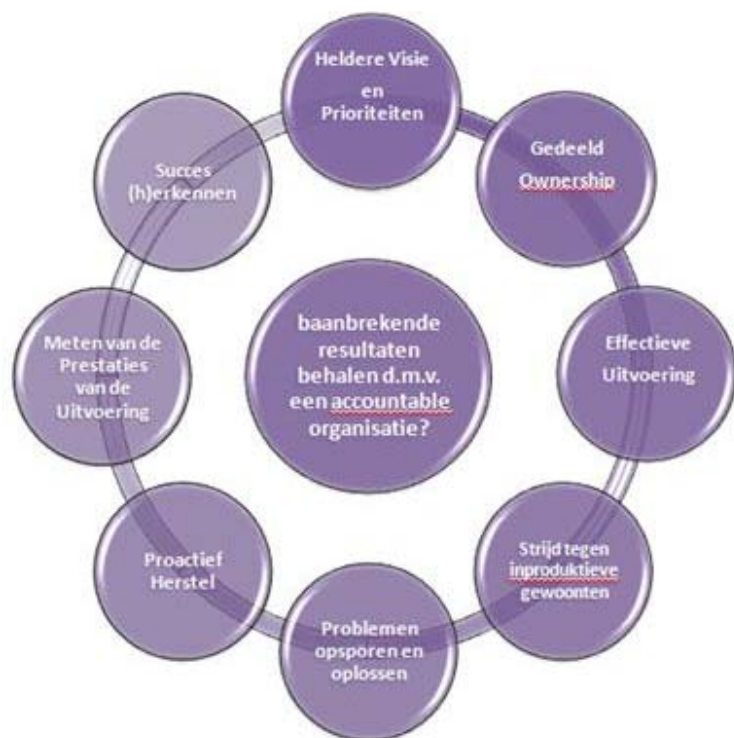 Heldere Visie
en
Prioriteiten
Gedeeld
Ownership
Effectieve
Uitvoering
Strijd tegen
inproduktieve
gewoonten
Problemen
opsporen en
oplossen
Proactief
Herstel
Meten van de
Prestaties
van de
Uitvoering
Succes
(h)erkennen
baanbrekende
resultaten
behalen d.m.v.
een accountable
organisatie?